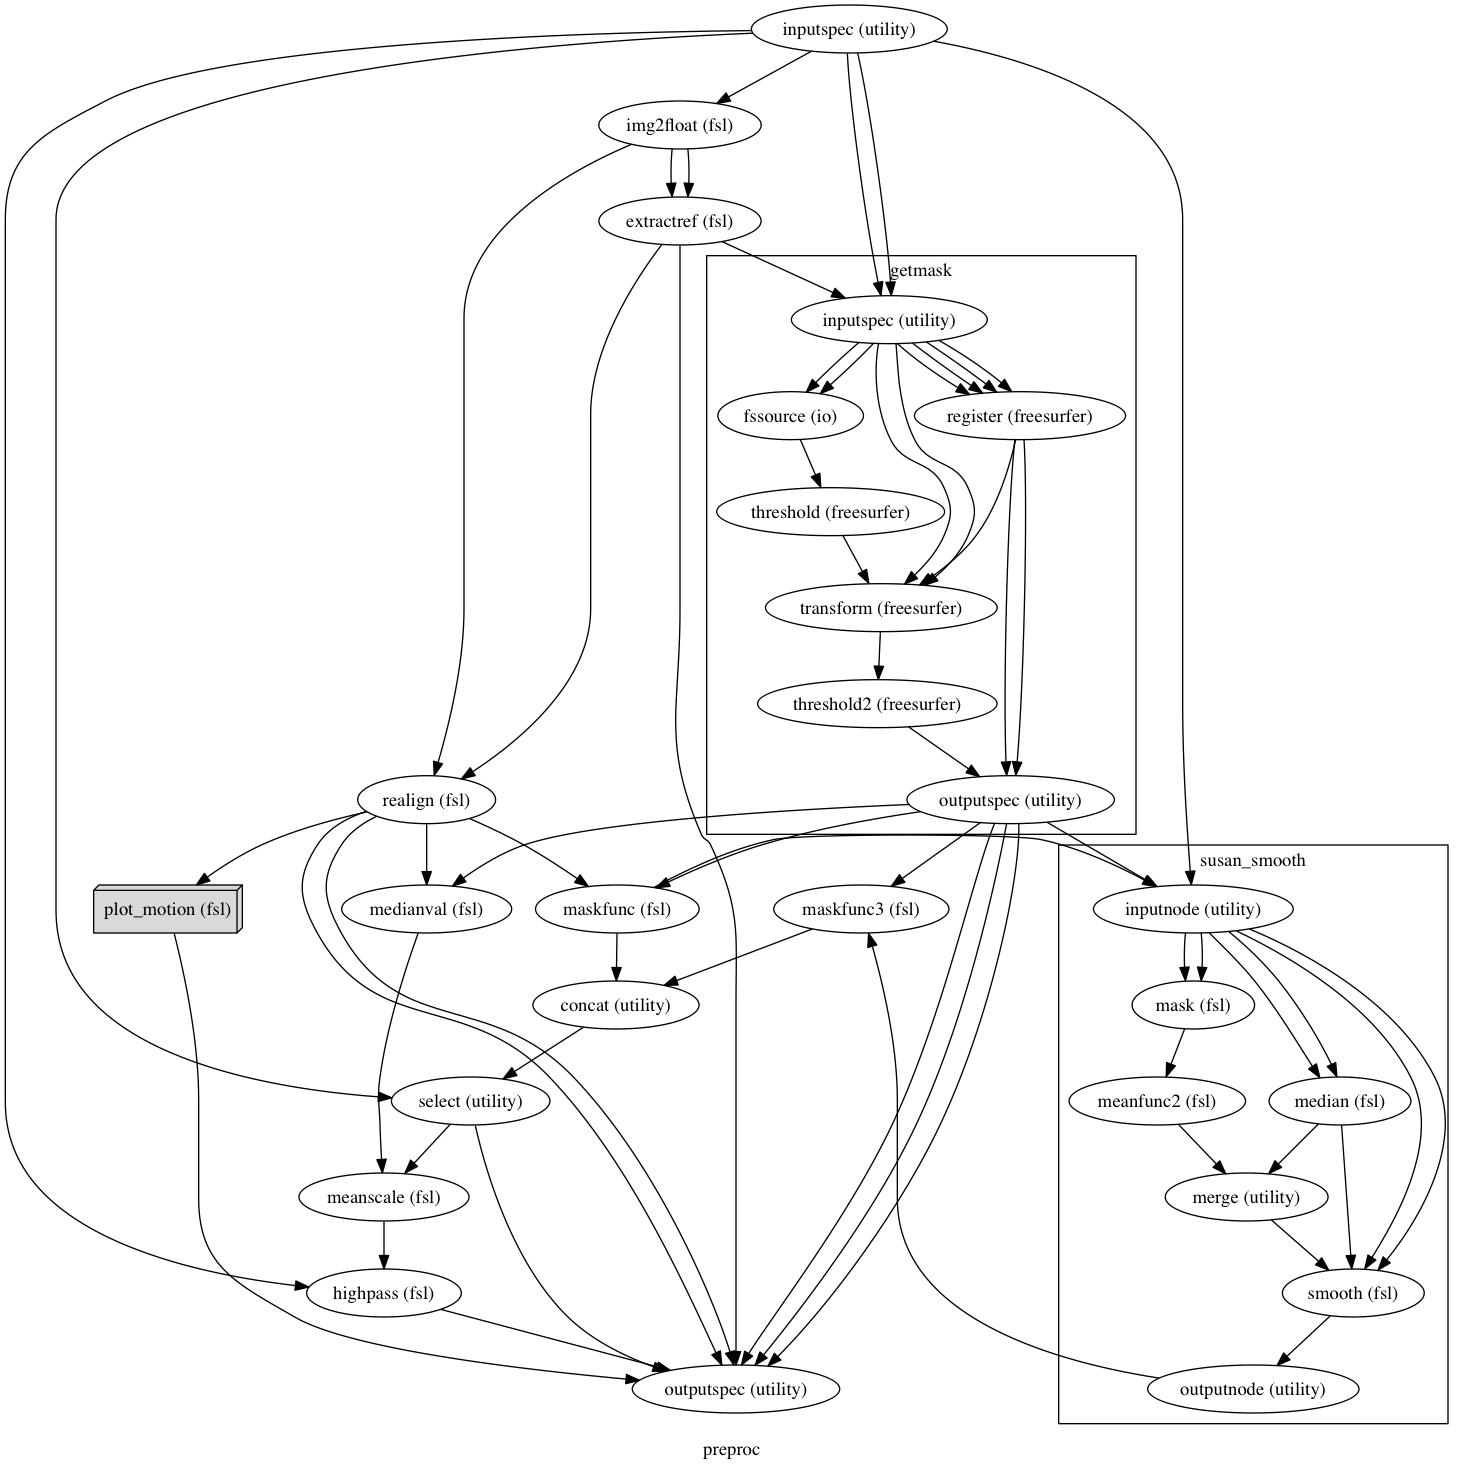 inputspec (utility)
img2float (fsl)
extractref (fsl)
getmask
inputspec (utility)
fssource (io)
register (freesurfer)
threshold (freesurfer)
transform (freesurfer)
threshold2 (freesurfer)
realign (fsl)
outputspec (utility)
susan_smooth
plot_motion (fsl)
medianval (fsl)
maskfunc (fsl)
maskfunc3 (fsl)
inputnode (utility)
concat (utility)
mask (fsl)
select (utility)
meanfunc2 (fsl)
median (fsl)
meanscale (fsl)
merge (utility)
highpass (fsl)
smooth (fsl)
outputspec (utility)
outputnode (utility)
preproc